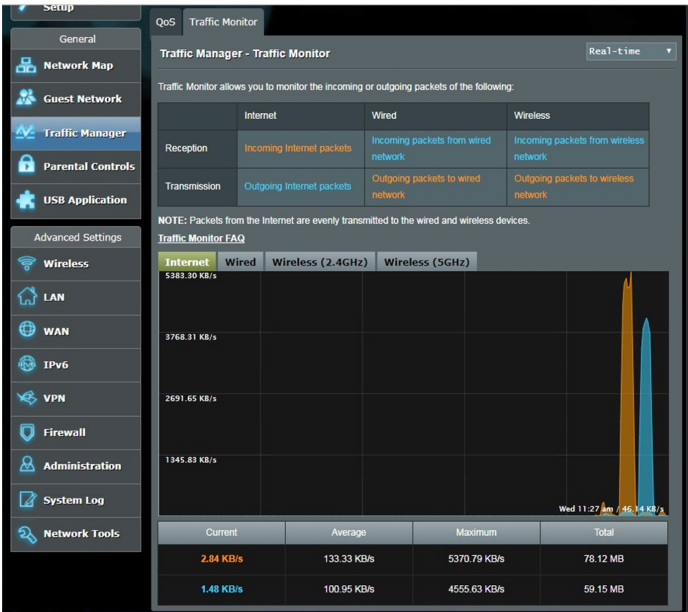 Setup
General
Network Map
Guest Network
Traffic Manager
Parental Controls
USB Application
Advanced Settings
Wireless
LAN
WAN
IPv6
VPN
Firewall
Administration
System Log
Network Tools
QoS Traffic Monitor
Traffic Manager - Traffic Monitor
Real-time
Traffic Monitor allows you to monitor the incoming or outgoing packets of the following:
Internet Wired Wireless
Reception Incoming Internet packets Incoming packets from wired network Incoming packets from wireless network
Transmission Outgoing Internet packets Outgoing packets to wired network Outgoing packets to wireless network
NOTE: Packets from the Internet are evenly transmitted to the wired and wireless devices.
Traffic Monitor FAQ
Internet Wired Wireless (2.4GHz) Wireless (5GHz)
5383.30 KB/s
3768.31 KB/s
2691.65 KB/s
1345.83 KB/s
Wed 11:27 am / 46.14 KB/s
Current Average Maximum Total
2.84 KB/s 133.33 KB/s 5370.79 KB/s 78.12 MB
1.48 KB/s 100.95 KB/s 4555.63 KB/s 59.15 MB